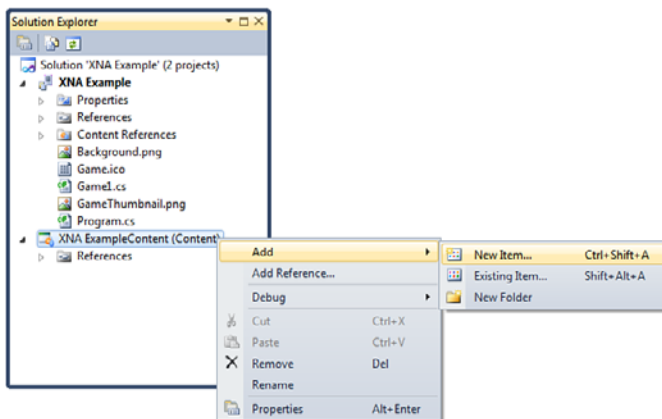 Solution Explorer
Solution 'XNA Example' (2 projects)
XNA Example
Properties
References
Content References
Background.png
Game.ico
Game1.cs
GameThumbnail.png
Program.cs
XNA ExampleContent (Content)
References
Add
Add Reference...
Debug
Cut Ctrl+X
Paste Ctrl+V
Remove Del
Rename
Properties Alt+Enter
New Item... Ctrl+Shift+A
Existing Item... Shift+Alt+A
New Folder